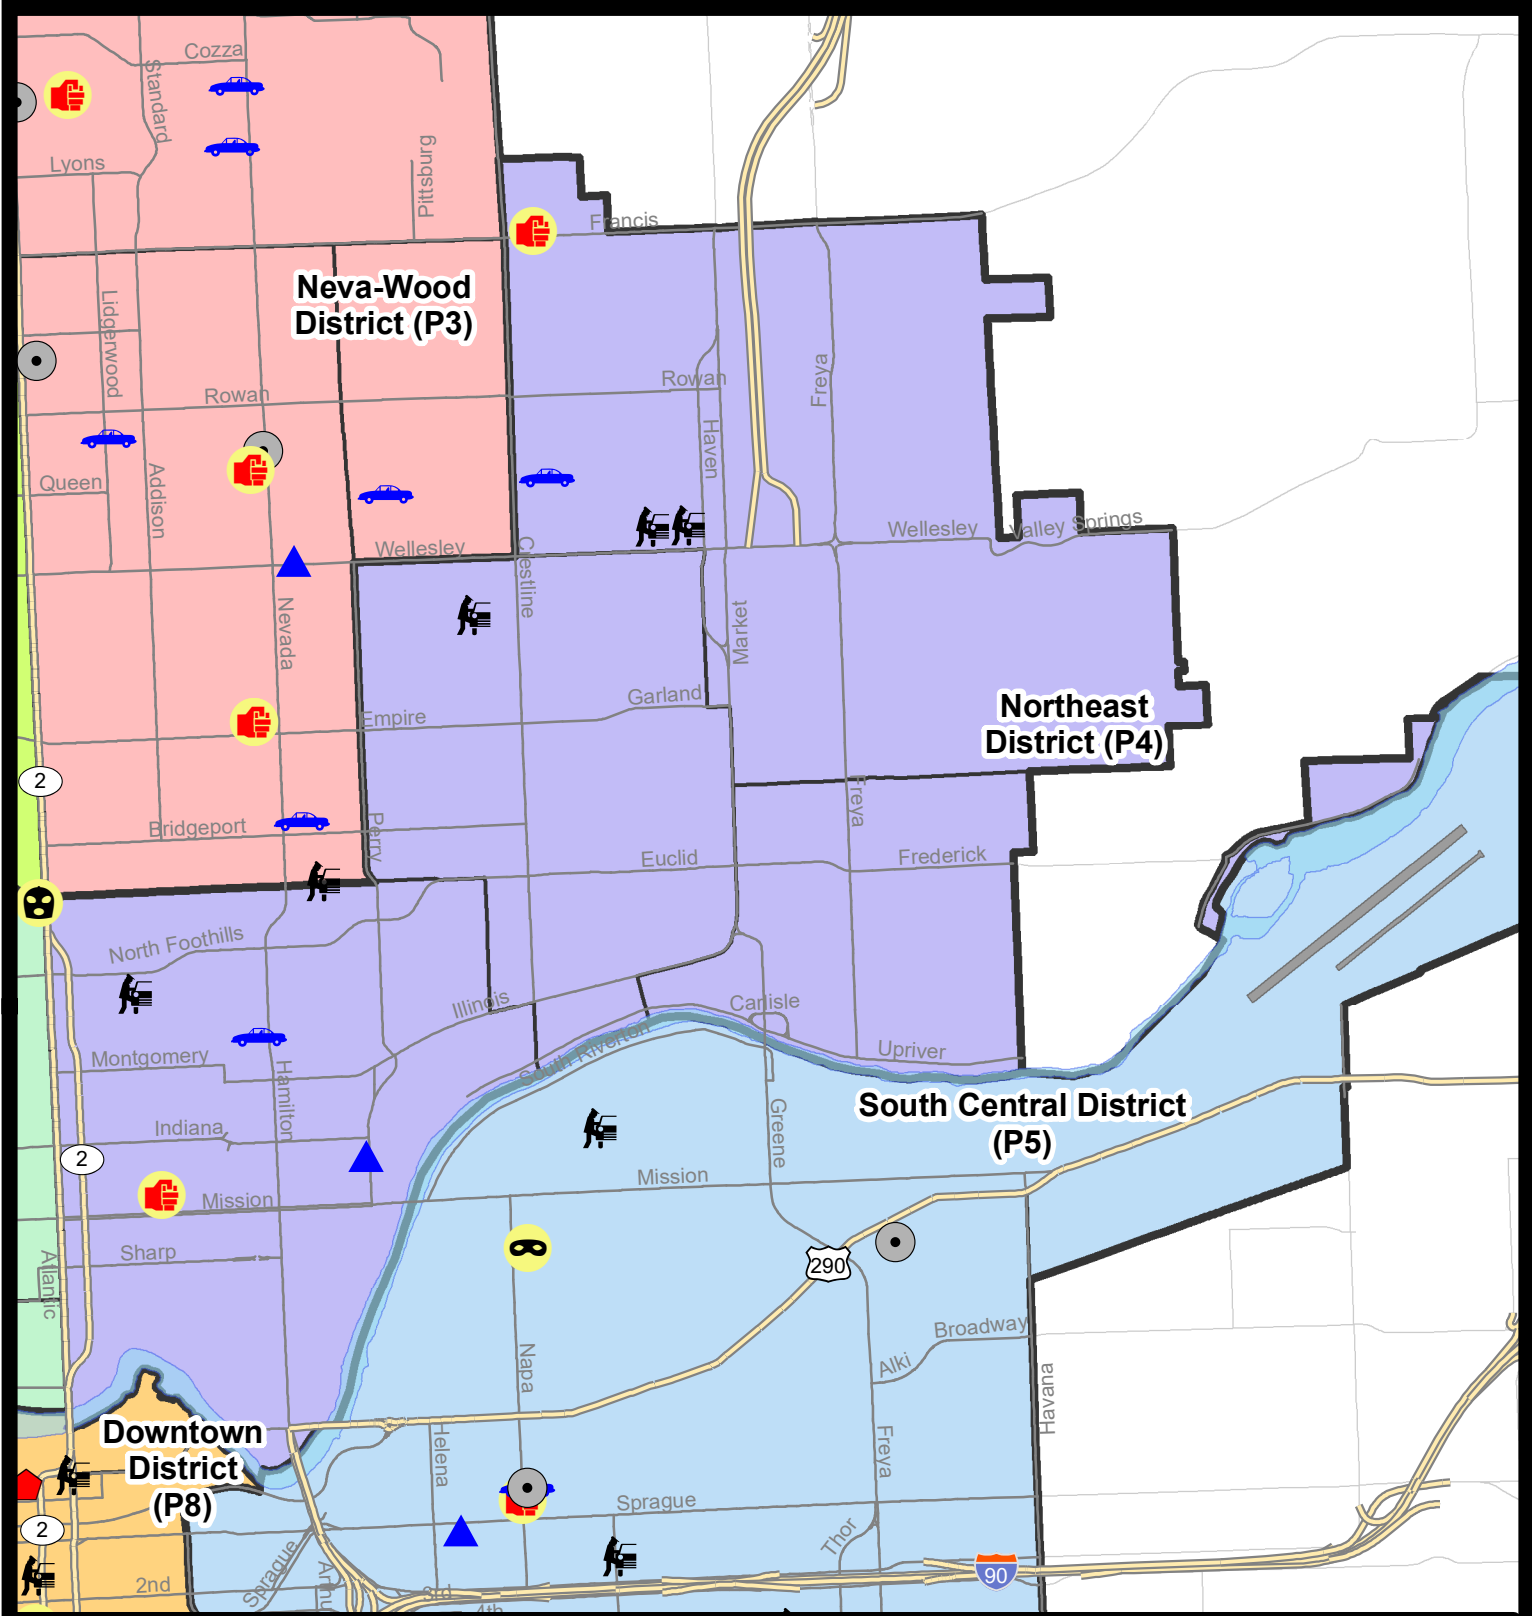 Cozza
Standard
Lyons
Pittsburg
Francis
Neva-Wood
District (P3)
Lidgerwood
Rowan
Rowan
Freya
Haven
Queen
Addison
Wellesley
Valley Springs
Wellesley
Crestline
Nevada
Market
Garland
Empire
Northeast
District (P4)
2
Bridgeport
Perry
Freya
Euclid
Frederick
North Foothills
Illinois
Carlisle
South Riverton
Upriver
Montgomery
Hamilton
South Central District
(P5)
Greene
Indiana
2
Mission
Mission
Sharp
Atlantic
290
Broadway
Alki
Napa
Havana
Downtown
District
(P8)
Helena
Freya
Sprague
2
Thor
Sprague
2nd
3rd
4th
90